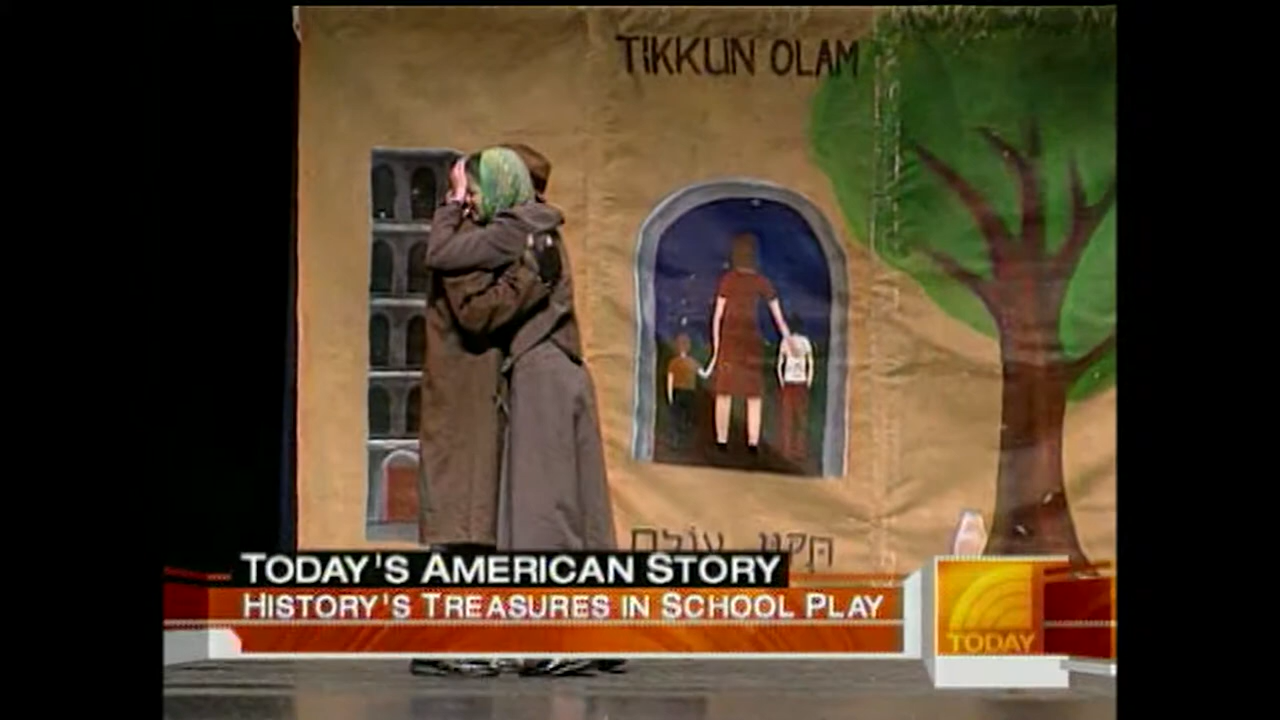 TIKKUN OLAM
תיקון עולם
TODAY'S AMERICAN STORY
HISTORY'S TREASURES IN SCHOOL PLAY
TODAY